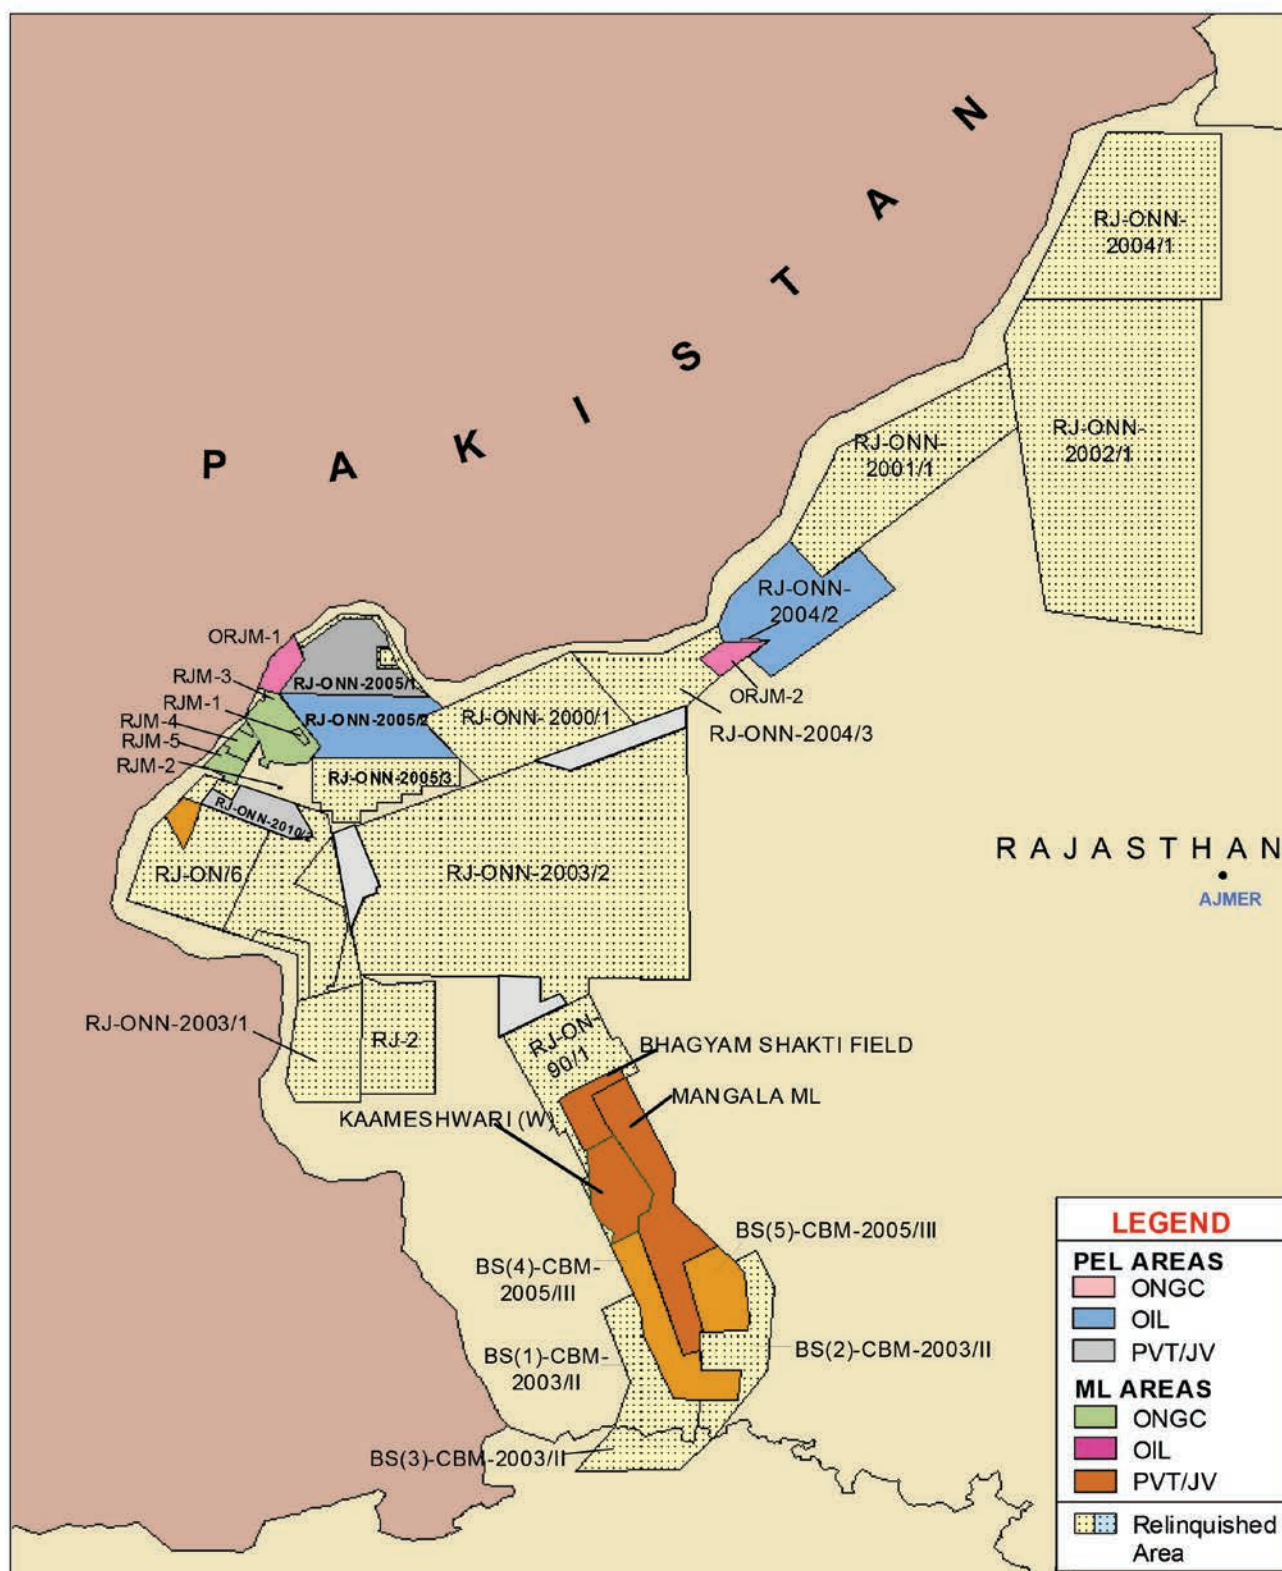 PAKISTAN
RJ-ONN-
2004/1
RJ-ONN-
2002/1
RJ-ONN-
2001/1
RJ-ONN-
2004/2
ORJM-1
RJM-3
RJM-1
RJM-4
RJM-5
RJM-2
RJ-ONN-2005/1
RJ-ONN-2005/2
RJ-ONN-2005/3
RJ-ONN-2000/1
ORJM-2
RJ-ONN-2004/3
RJ-ONN-2010/
RJ-ON/6
RJ-ONN-2003/2
RAJASTHAN
AJMER
RJ-ONN-2003/1
RJ-2
RJ-ON-
90/1
BHAGYAM SHAKTI FIELD
MANGALA ML
KAAMESHWARI (W)
BS(5)-CBM-2005/III
BS(4)-CBM-
2005/III
BS(2)-CBM-2003/II
BS(1)-CBM-
2003/II
BS(3)-CBM-2003/II
LEGEND
PEL AREAS
ONGC
OIL
PVT/JV
ML AREAS
ONGC
OIL
PVT/JV
Relinquished
Area